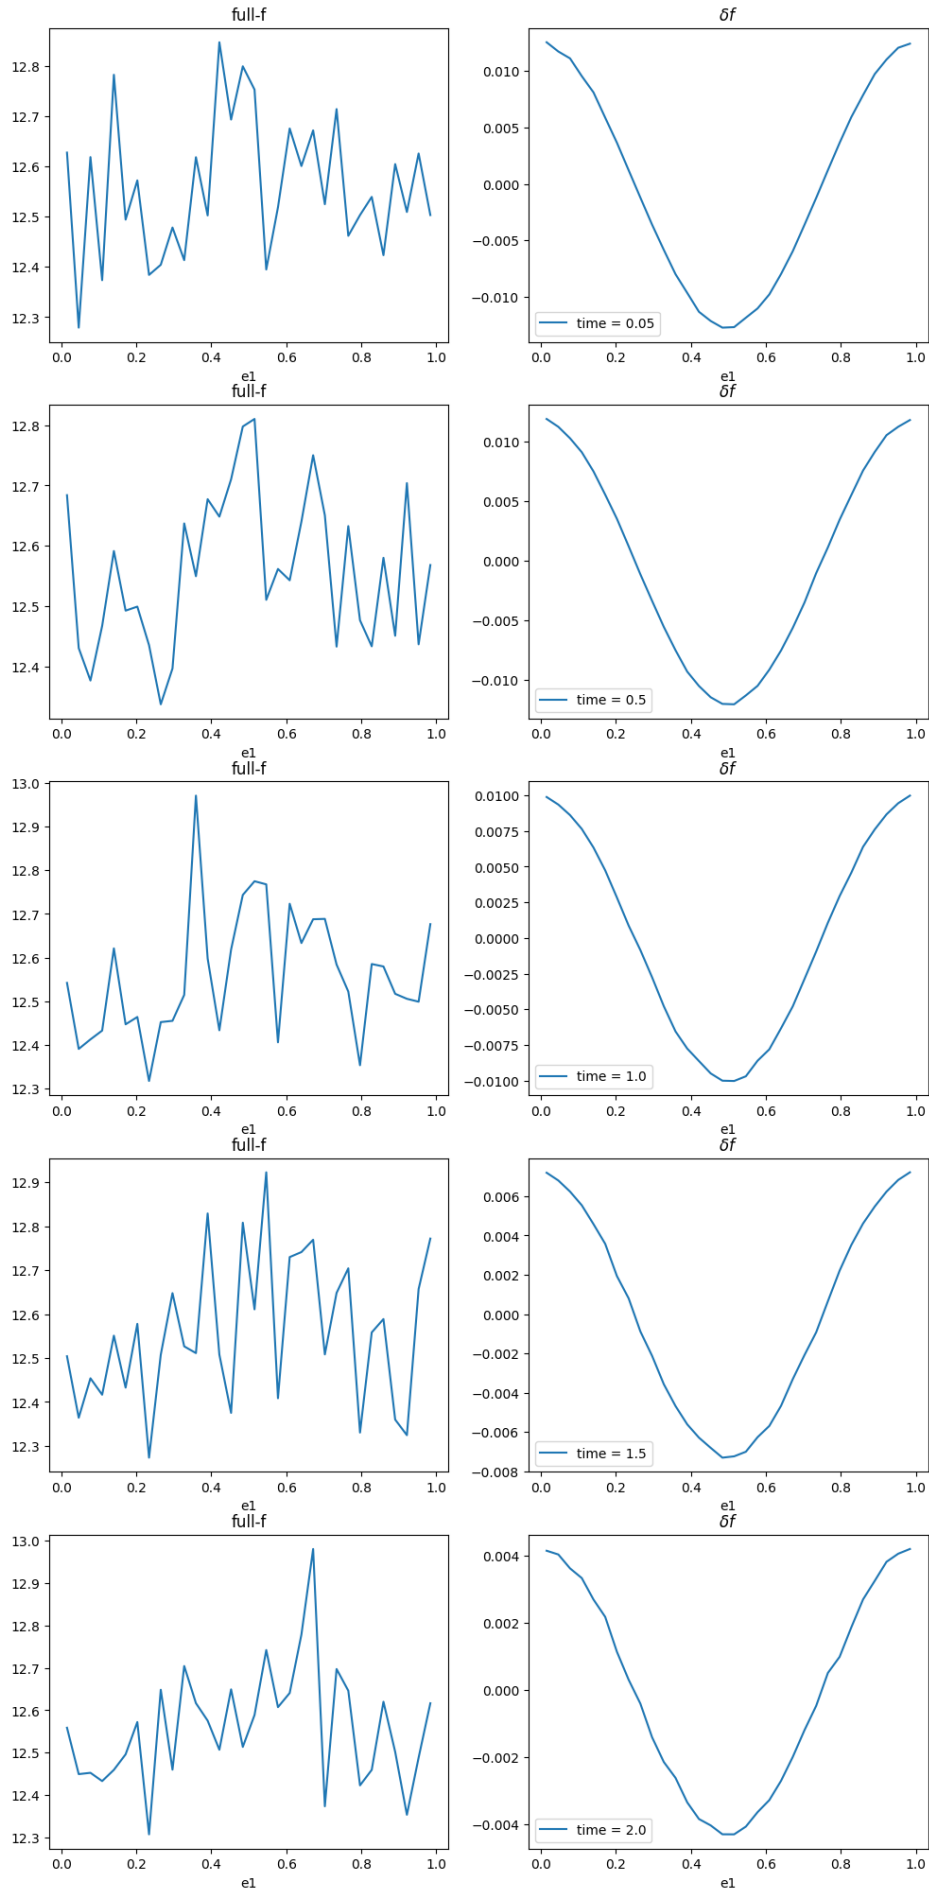 full-f
12.8
12.7
12.6
12.5
12.4
12.3
0.0 0.2 0.4 0.6 0.8 1.0
e1
δf
0.010
0.005
0.000
−0.005
−0.010
time = 0.05
0.0 0.2 0.4 0.6 0.8 1.0
e1
full-f
12.8
12.7
12.6
12.5
12.4
0.0 0.2 0.4 0.6 0.8 1.0
e1
δf
0.010
0.005
0.000
−0.005
−0.010
time = 0.5
0.0 0.2 0.4 0.6 0.8 1.0
e1
full-f
13.0
12.9
12.8
12.7
12.6
12.5
12.4
12.3
0.0 0.2 0.4 0.6 0.8 1.0
e1
δf
0.0100
0.0075
0.0050
0.0025
0.0000
−0.0025
−0.0050
−0.0075
−0.0100
time = 1.0
0.0 0.2 0.4 0.6 0.8 1.0
e1
full-f
12.9
12.8
12.7
12.6
12.5
12.4
12.3
0.0 0.2 0.4 0.6 0.8 1.0
e1
δf
0.006
0.004
0.002
0.000
−0.002
−0.004
−0.006
−0.008
time = 1.5
0.0 0.2 0.4 0.6 0.8 1.0
e1
full-f
13.0
12.9
12.8
12.7
12.6
12.5
12.4
12.3
0.0 0.2 0.4 0.6 0.8 1.0
e1
δf
0.004
0.002
0.000
−0.002
−0.004
time = 2.0
0.0 0.2 0.4 0.6 0.8 1.0
e1